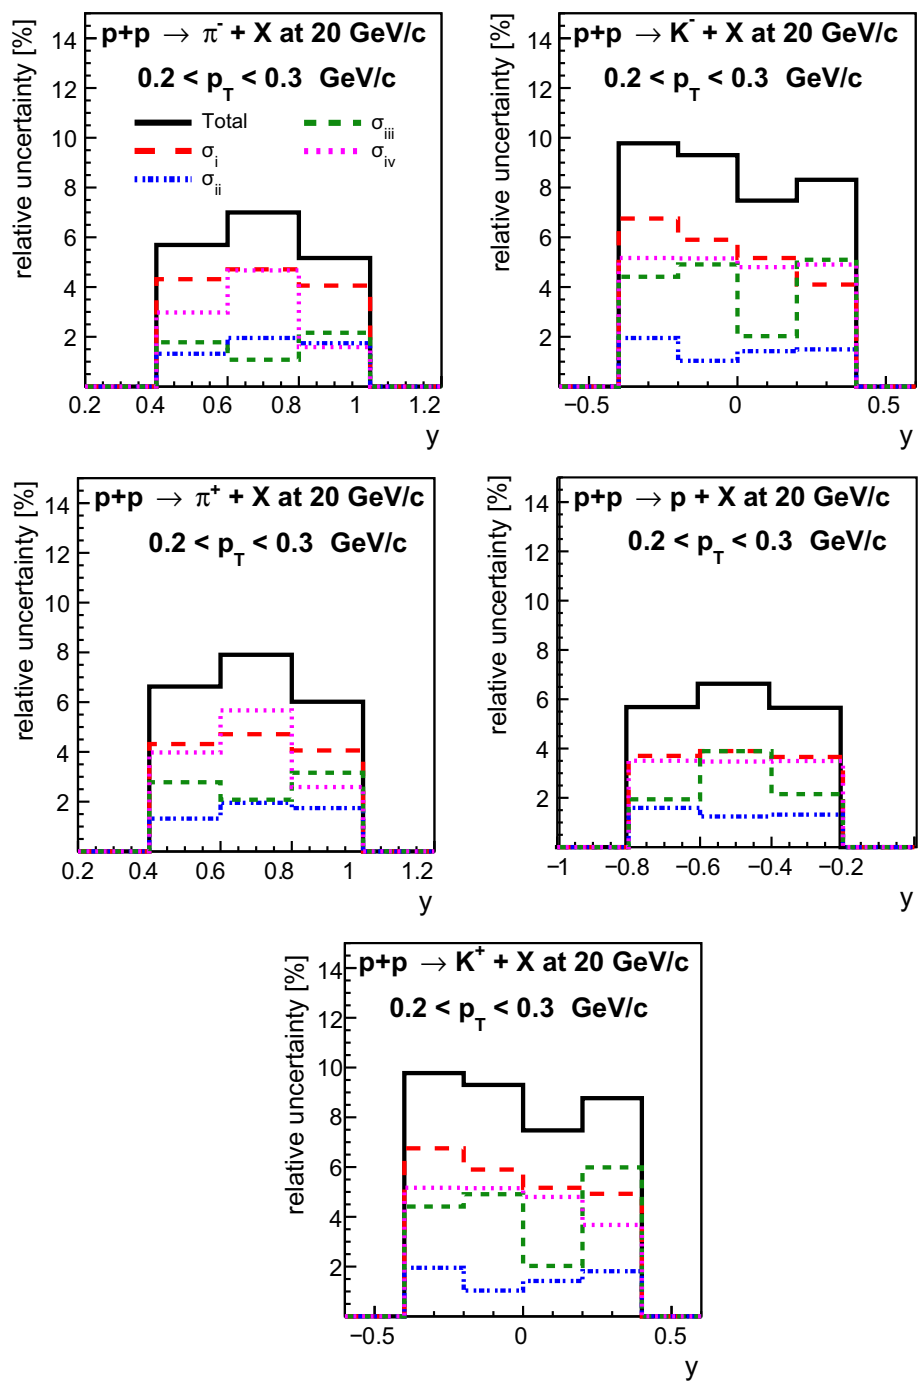 p+p → π⁻ + X at 20 GeV/c
0.2 < p_T < 0.3 GeV/c
Total
σ_i
σ_ii
σ_iii
σ_iv
relative uncertainty [%]
14
12
10
8
6
4
2
0.2 0.4 0.6 0.8 1 1.2
y
p+p → K⁻ + X at 20 GeV/c
0.2 < p_T < 0.3 GeV/c
relative uncertainty [%]
14
12
10
8
6
4
2
−0.5 0 0.5
y
p+p → π⁺ + X at 20 GeV/c
0.2 < p_T < 0.3 GeV/c
relative uncertainty [%]
14
12
10
8
6
4
2
0.2 0.4 0.6 0.8 1 1.2
y
p+p → p + X at 20 GeV/c
0.2 < p_T < 0.3 GeV/c
relative uncertainty [%]
14
12
10
8
6
4
2
−1 −0.8 −0.6 −0.4 −0.2
y
p+p → K⁺ + X at 20 GeV/c
0.2 < p_T < 0.3 GeV/c
relative uncertainty [%]
14
12
10
8
6
4
2
−0.5 0 0.5
y